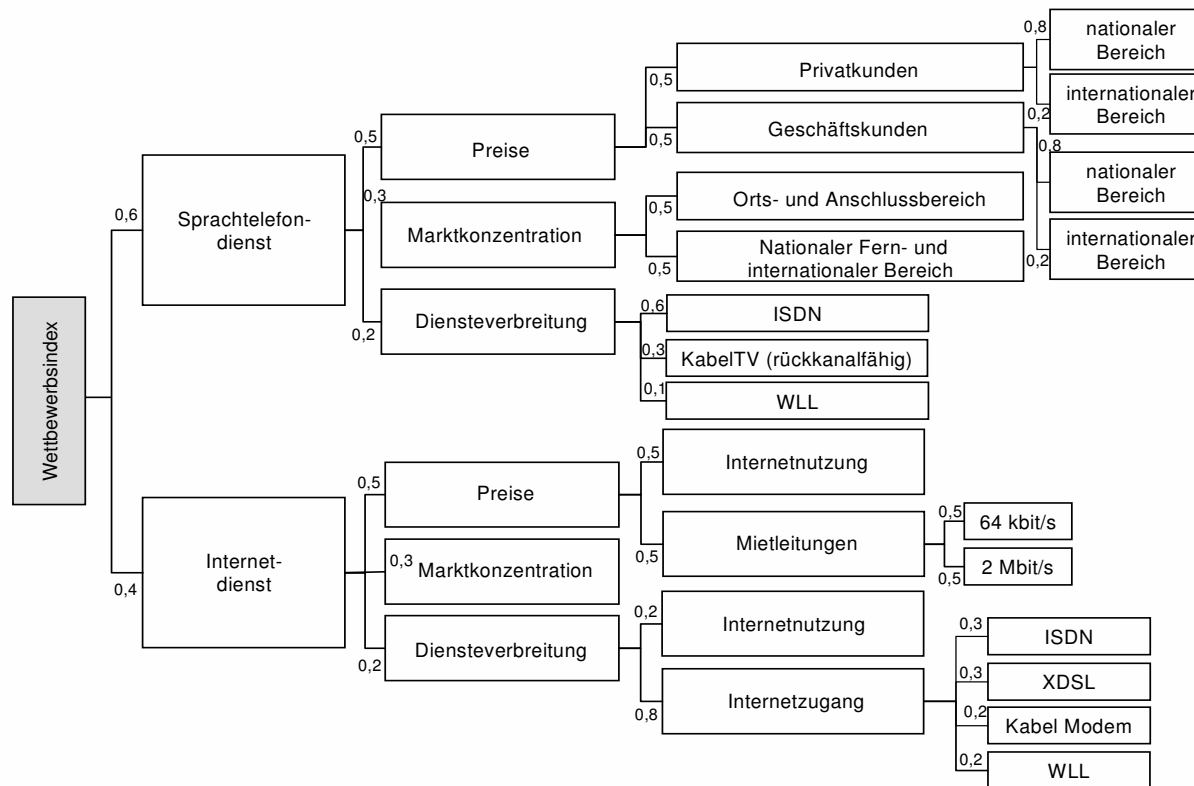 Wettbewerbsindex
0,6
Sprachtelefon-
dienst
0,5
Preise
0,5
Privatkunden
0,8
nationaler
Bereich
0,2
internationaler
Bereich
0,5
Geschäftskunden
0,8
nationaler
Bereich
0,2
internationaler
Bereich
0,3
Marktkonzentration
0,5
Orts- und Anschlussbereich
0,5
Nationaler Fern- und
internationaler Bereich
0,2
Diensteverbreitung
0,6
ISDN
0,3
KabelTV (rückkanalfähig)
0,1
WLL
0,4
Internet-
dienst
0,5
Preise
0,5
Internetnutzung
0,5
Mietleitungen
0,5
64 kbit/s
0,5
2 Mbit/s
0,3
Marktkonzentration
0,2
Diensteverbreitung
0,2
Internetnutzung
0,8
Internetzugang
0,3
ISDN
0,3
XDSL
0,2
Kabel Modem
0,2
WLL